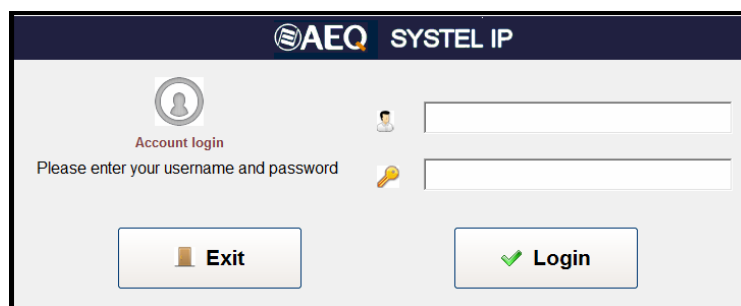 AEQ SYSTEL IP
Account login
Please enter your username and password
Exit
Login